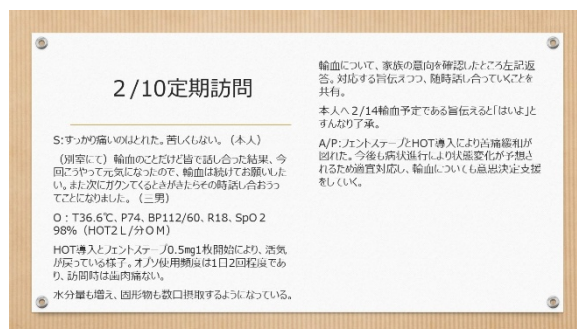 2/10定期訪問
S:すっかり痛いのはとれた。苦しくもない。（本人）
（別室にて）輸血のことだけど皆で話し合った結果、今
回こうやって元気になったので、輸血は続けてお願いした
い。また次にガクンてくるときがきたらその時話し合おうっ
てことになりました。（三男）
O：T36.6℃、P74、BP112/60、R18、SpO2
98%（HOT2L/分OM）
HOT導入とフェントステープ0.5mg1枚開始により、活気
が戻っている様子。オプソ使用頻度は1日2回程度であ
り、訪問時は歯肉痛ない。
水分量も増え、固形物も数口摂取するようになっている。
輸血について、家族の意向を確認したところ左記返
答。対応する旨伝えつつ、随時話し合っていくことを
共有。
本人へ2/14輸血予定である旨伝えると「はいよ」と
すんなり了承。
A/P:フェントステープとHOT導入により苦痛緩和が
図れた。今後も病状進行により状態変化が予想さ
れるため適宜対応し、輸血についても意思決定支援
をしていく。